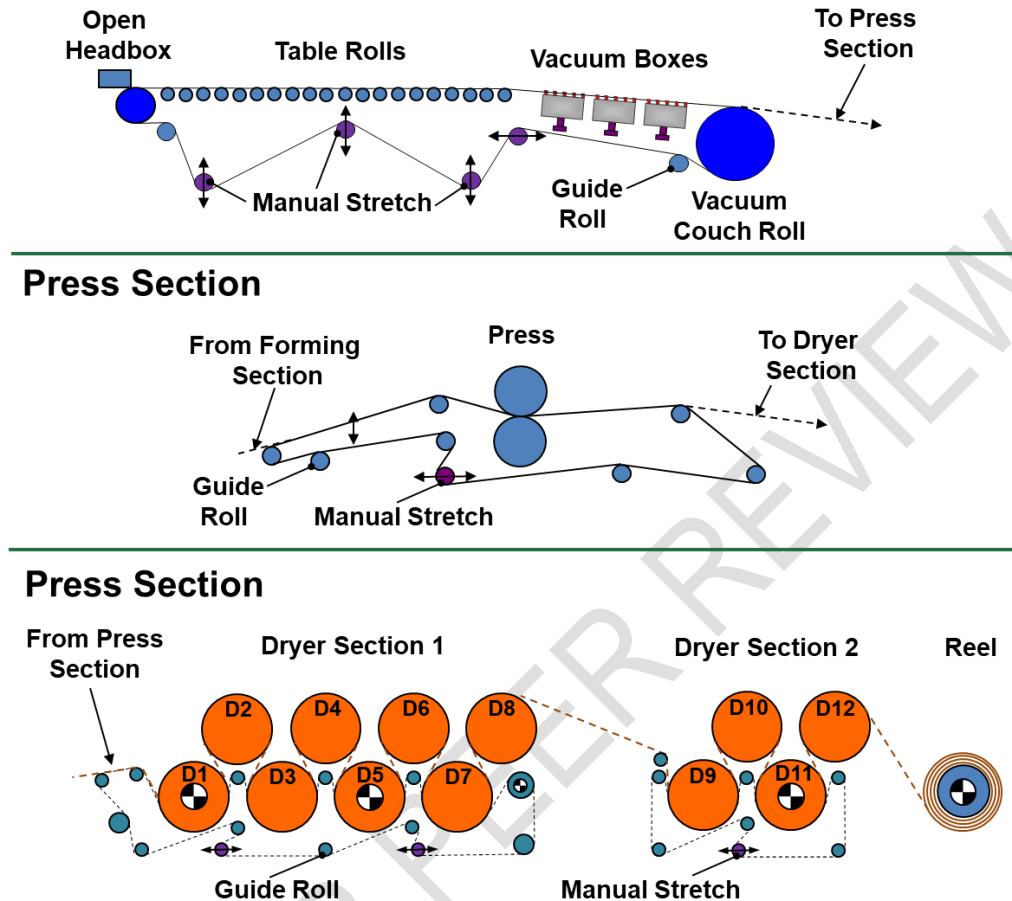 Open
Headbox
Table Rolls
Vacuum Boxes
To Press
Section
Manual Stretch
Guide
Roll
Vacuum
Couch Roll
Press Section
From Forming
Section
Press
To Dryer
Section
Guide
Roll
Manual Stretch
Press Section
From Press
Section
Dryer Section 1
Dryer Section 2
Reel
D2
D4
D6
D8
D10
D12
D1
D3
D5
D7
D9
D11
Guide Roll
Manual Stretch
PEER REVIEW